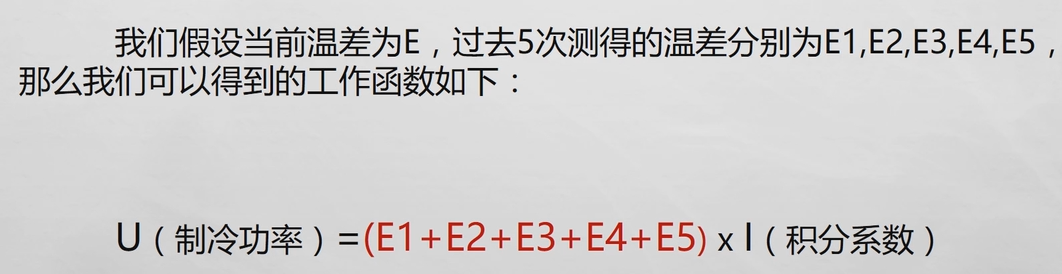 我们假设当前温差为E，过去5次测得的温差分别为E1,E2,E3,E4,E5，
那么我们可以得到的工作函数如下：
U（制冷功率）=(E1+E2+E3+E4+E5) x I（积分系数）